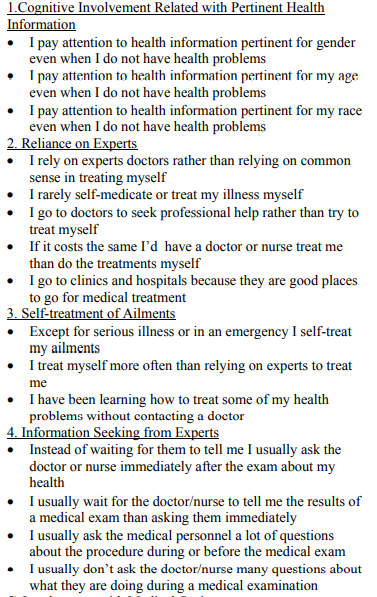 1.Cognitive Involvement Related with Pertinent Health
Information
• I pay attention to health information pertinent for gender
even when I do not have health problems
• I pay attention to health information pertinent for my age
even when I do not have health problems
• I pay attention to health information pertinent for my race
even when I do not have health problems
2. Reliance on Experts
• I rely on experts doctors rather than relying on common
sense in treating myself
• I rarely self-medicate or treat my illness myself
• I go to doctors to seek professional help rather than try to
treat myself
• If it costs the same I’d have a doctor or nurse treat me
than do the treatments myself
• I go to clinics and hospitals because they are good places
to go for medical treatment
3. Self-treatment of Ailments
• Except for serious illness or in an emergency I self-treat
my ailments
• I treat myself more often than relying on experts to treat
me
• I have been learning how to treat some of my health
problems without contacting a doctor
4. Information Seeking from Experts
• Instead of waiting for them to tell me I usually ask the
doctor or nurse immediately after the exam about my
health
• I usually wait for the doctor/nurse to tell me the results of
a medical exam than asking them immediately
• I usually ask the medical personnel a lot of questions
about the procedure during or before the medical exam
• I usually don’t ask the doctor/nurse many questions about
what they are doing during a medical examination